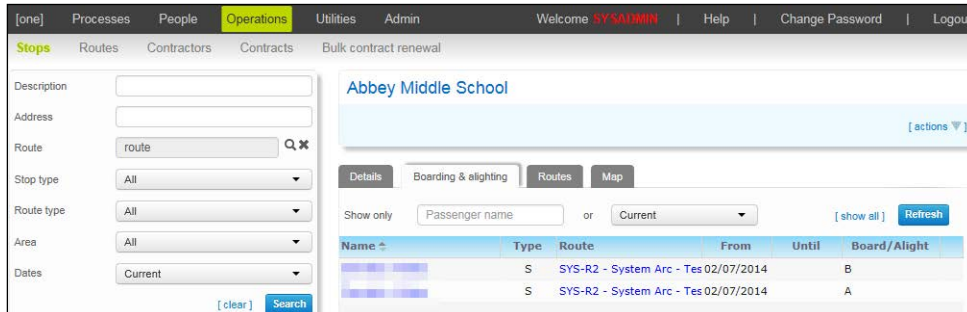 [one] Processes People Operations Utilities Admin Welcome SYSADMIN | Help | Change Password | Logou
Stops Routes Contractors Contracts Bulk contract renewal
Description
Address
Route route
Stop type All
Route type All
Area All
Dates Current
[ clear ] Search
Abbey Middle School
[ actions ]
Details Boarding & alighting Routes Map
Show only Passenger name or Current [ show all ] Refresh
Name Type Route From Until Board/Alight
S SYS-R2 - System Arc - Tes 02/07/2014 B
S SYS-R2 - System Arc - Tes 02/07/2014 A